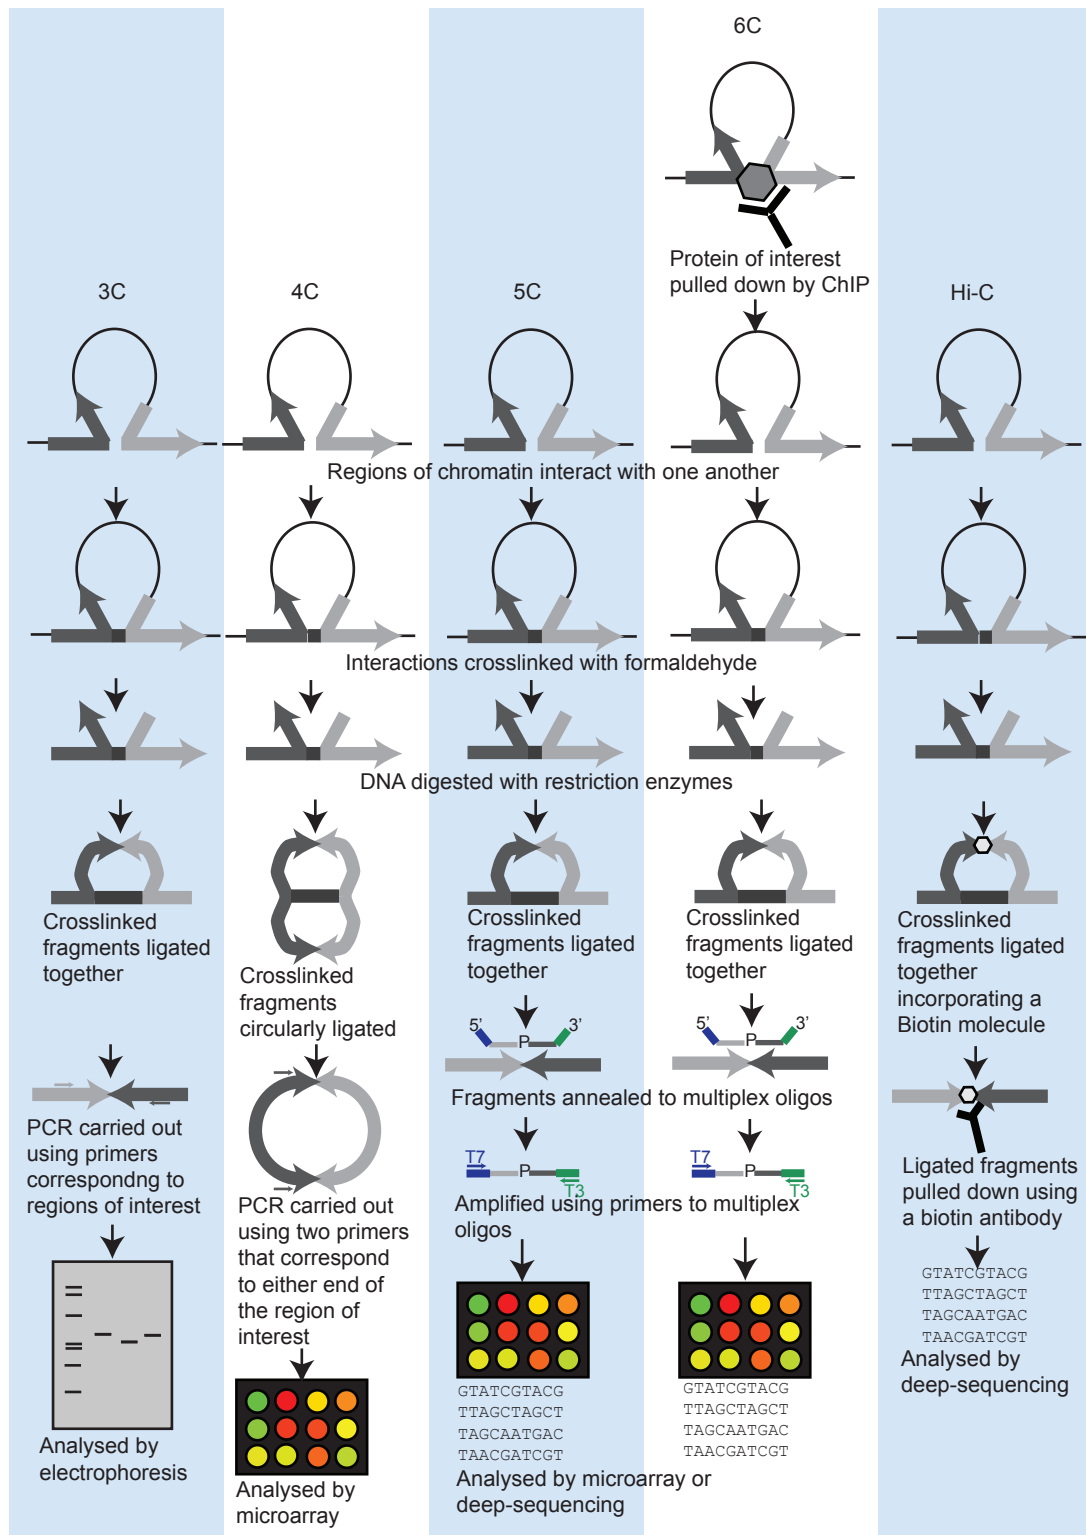 6C
Protein of interest
pulled down by ChIP
3C
4C
5C
Hi-C
Regions of chromatin interact with one another
Interactions crosslinked with formaldehyde
DNA digested with restriction enzymes
Crosslinked
fragments ligated
together
Crosslinked
fragments
circularly ligated
Crosslinked
fragments ligated
together
Crosslinked
fragments ligated
together
Crosslinked
fragments ligated
together
incorporating a
Biotin molecule
5’
P
3’
5’
P
3’
Fragments annealed to multiplex oligos
PCR carried out
using primers
correspondng to
regions of interest
PCR carried out
using two primers
that correspond
to either end of
the region of
interest
T7
P
T3
T7
P
T3
Amplified using primers to multiplex
oligos
Ligated fragments
pulled down using
a biotin antibody
GTATCGTACG
TTAGCTAGCT
TAGCAATGAC
TAACGATCGT
Analysed by
deep-sequencing
GTATCGTACG
TTAGCTAGCT
TAGCAATGAC
TAACGATCGT
GTATCGTACG
TTAGCTAGCT
TAGCAATGAC
TAACGATCGT
Analysed by microarray or
deep-sequencing
Analysed by
electrophoresis
Analysed by
microarray